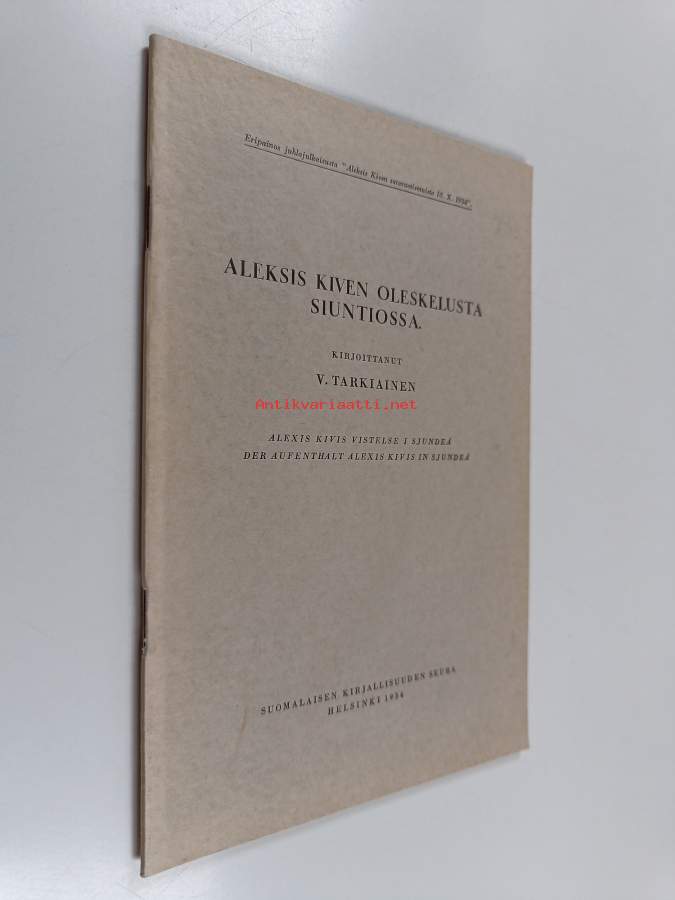 Eripainos juhlajulkaisusta "Aleksis Kiven satavuotismuisto 10. X. 1934".
ALEKSIS KIVEN OLESKELUSTA
SIUNTIOSSA.
KIRJOITTANUT
V. TARKIAINEN
Antikvariaatti.net
ALEXIS KIVIS VISTELSE I SJUNDEÅ
DER AUFENTHALT ALEXIS KIVIS IN SJUNDEÅ
SUOMALAISEN KIRJALLISUUDEN SEURA
HELSINKI 1934